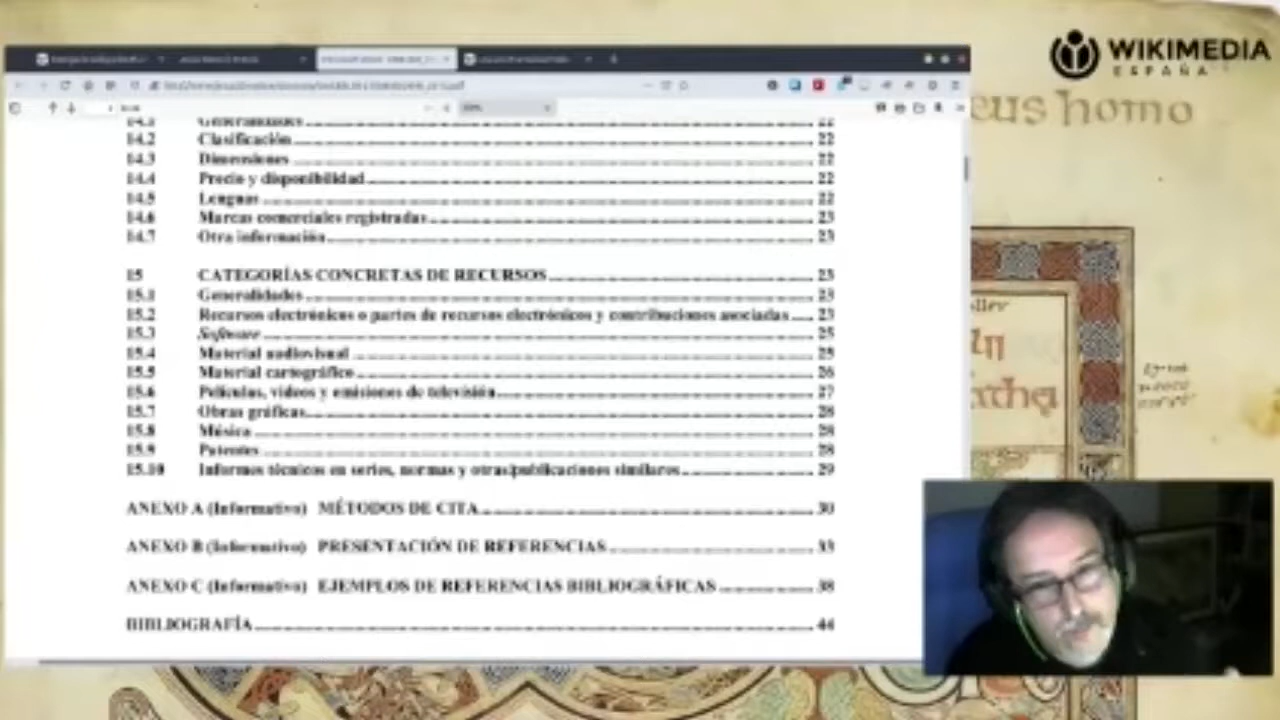 WIKIMEDIA
ESPAÑA
eus homo
14.1 Generalidades 22
14.2 Clasificación 22
14.3 Dimensiones 22
14.4 Precio y disponibilidad 22
14.5 Lenguas 22
14.6 Marcas comerciales registradas 23
14.7 Otra información 23
15 CATEGORÍAS CONCRETAS DE RECURSOS 23
15.1 Generalidades 23
15.2 Recursos electrónicos o partes de recursos electrónicos y contribuciones asociadas 23
15.3 Software 25
15.4 Material audiovisual 25
15.5 Material cartográfico 26
15.6 Películas, vídeos y emisiones de televisión 27
15.7 Obras gráficas 28
15.8 Música 28
15.9 Patentes 28
15.10 Informes técnicos en series, normas y otras publicaciones similares 29
ANEXO A (Informativo) MÉTODOS DE CITA 30
ANEXO B (Informativo) PRESENTACIÓN DE REFERENCIAS 33
ANEXO C (Informativo) EJEMPLOS DE REFERENCIAS BIBLIOGRÁFICAS 38
BIBLIOGRAFÍA 44